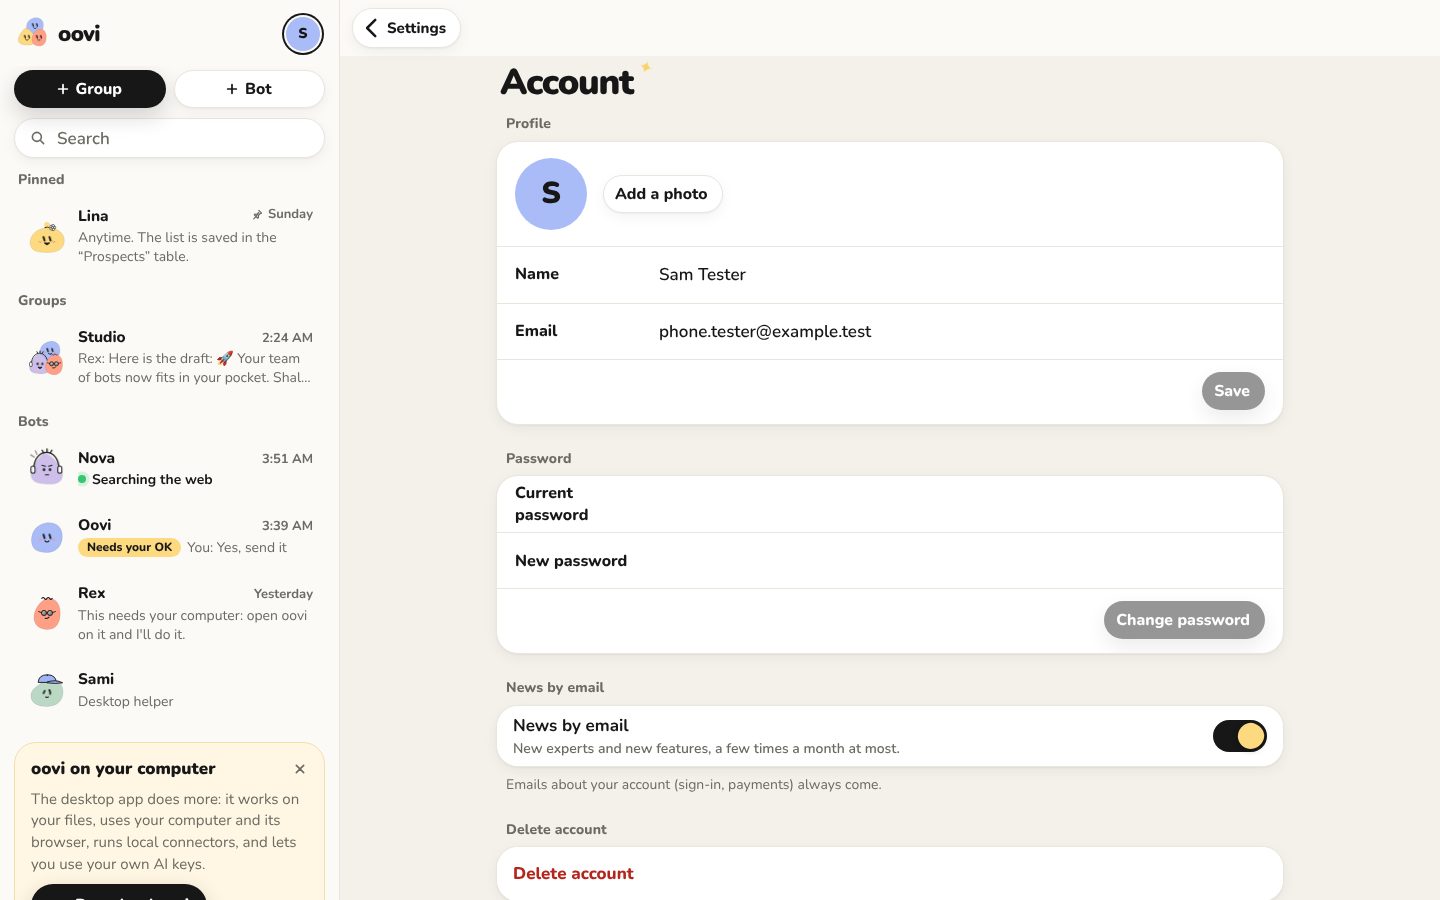 oovi
S
+ Group
+ Bot
Search
Pinned
Lina
Sunday
Anytime. The list is saved in the
“Prospects” table.
Groups
Studio
2:24 AM
Rex: Here is the draft: 🚀 Your team
of bots now fits in your pocket. Shal...
Bots
Nova
3:51 AM
Searching the web
Oovi
3:39 AM
Needs your OK You: Yes, send it
Rex
Yesterday
This needs your computer: open oovi
on it and I'll do it.
Sami
Desktop helper
oovi on your computer
The desktop app does more: it works on
your files, uses your computer and its
browser, runs local connectors, and lets
you use your own AI keys.
Settings
Account
Profile
S
Add a photo
Name
Sam Tester
Email
phone.tester@example.test
Save
Password
Current
password
New password
Change password
News by email
News by email
New experts and new features, a few times a month at most.
Emails about your account (sign-in, payments) always come.
Delete account
Delete account